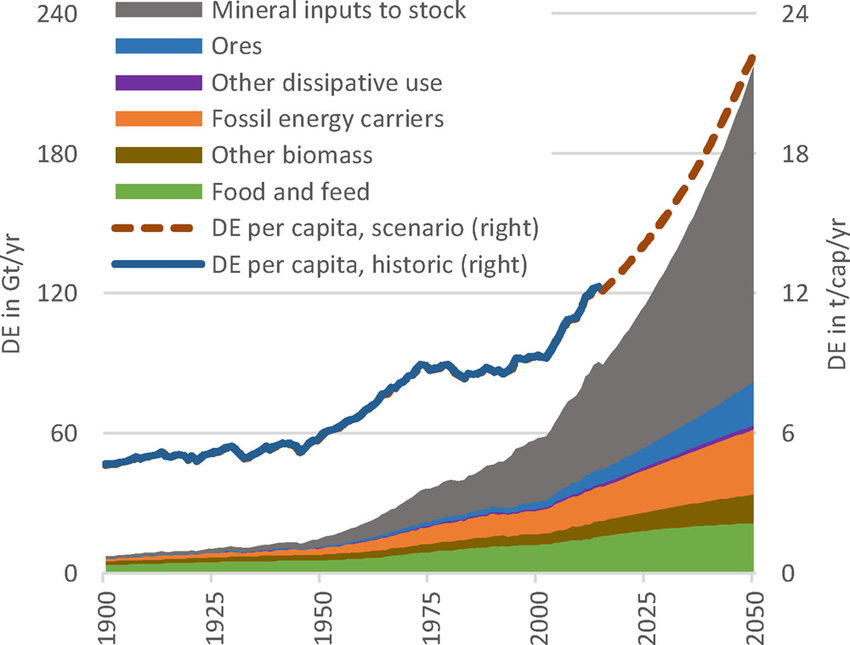 240
180
120
60
0
DE in Gt/yr
Mineral inputs to stock
Ores
Other dissipative use
Fossil energy carriers
Other biomass
Food and feed
DE per capita, scenario (right)
DE per capita, historic (right)
24
18
12
6
0
DE in t/cap/yr
1900
1925
1950
1975
2000
2025
2050